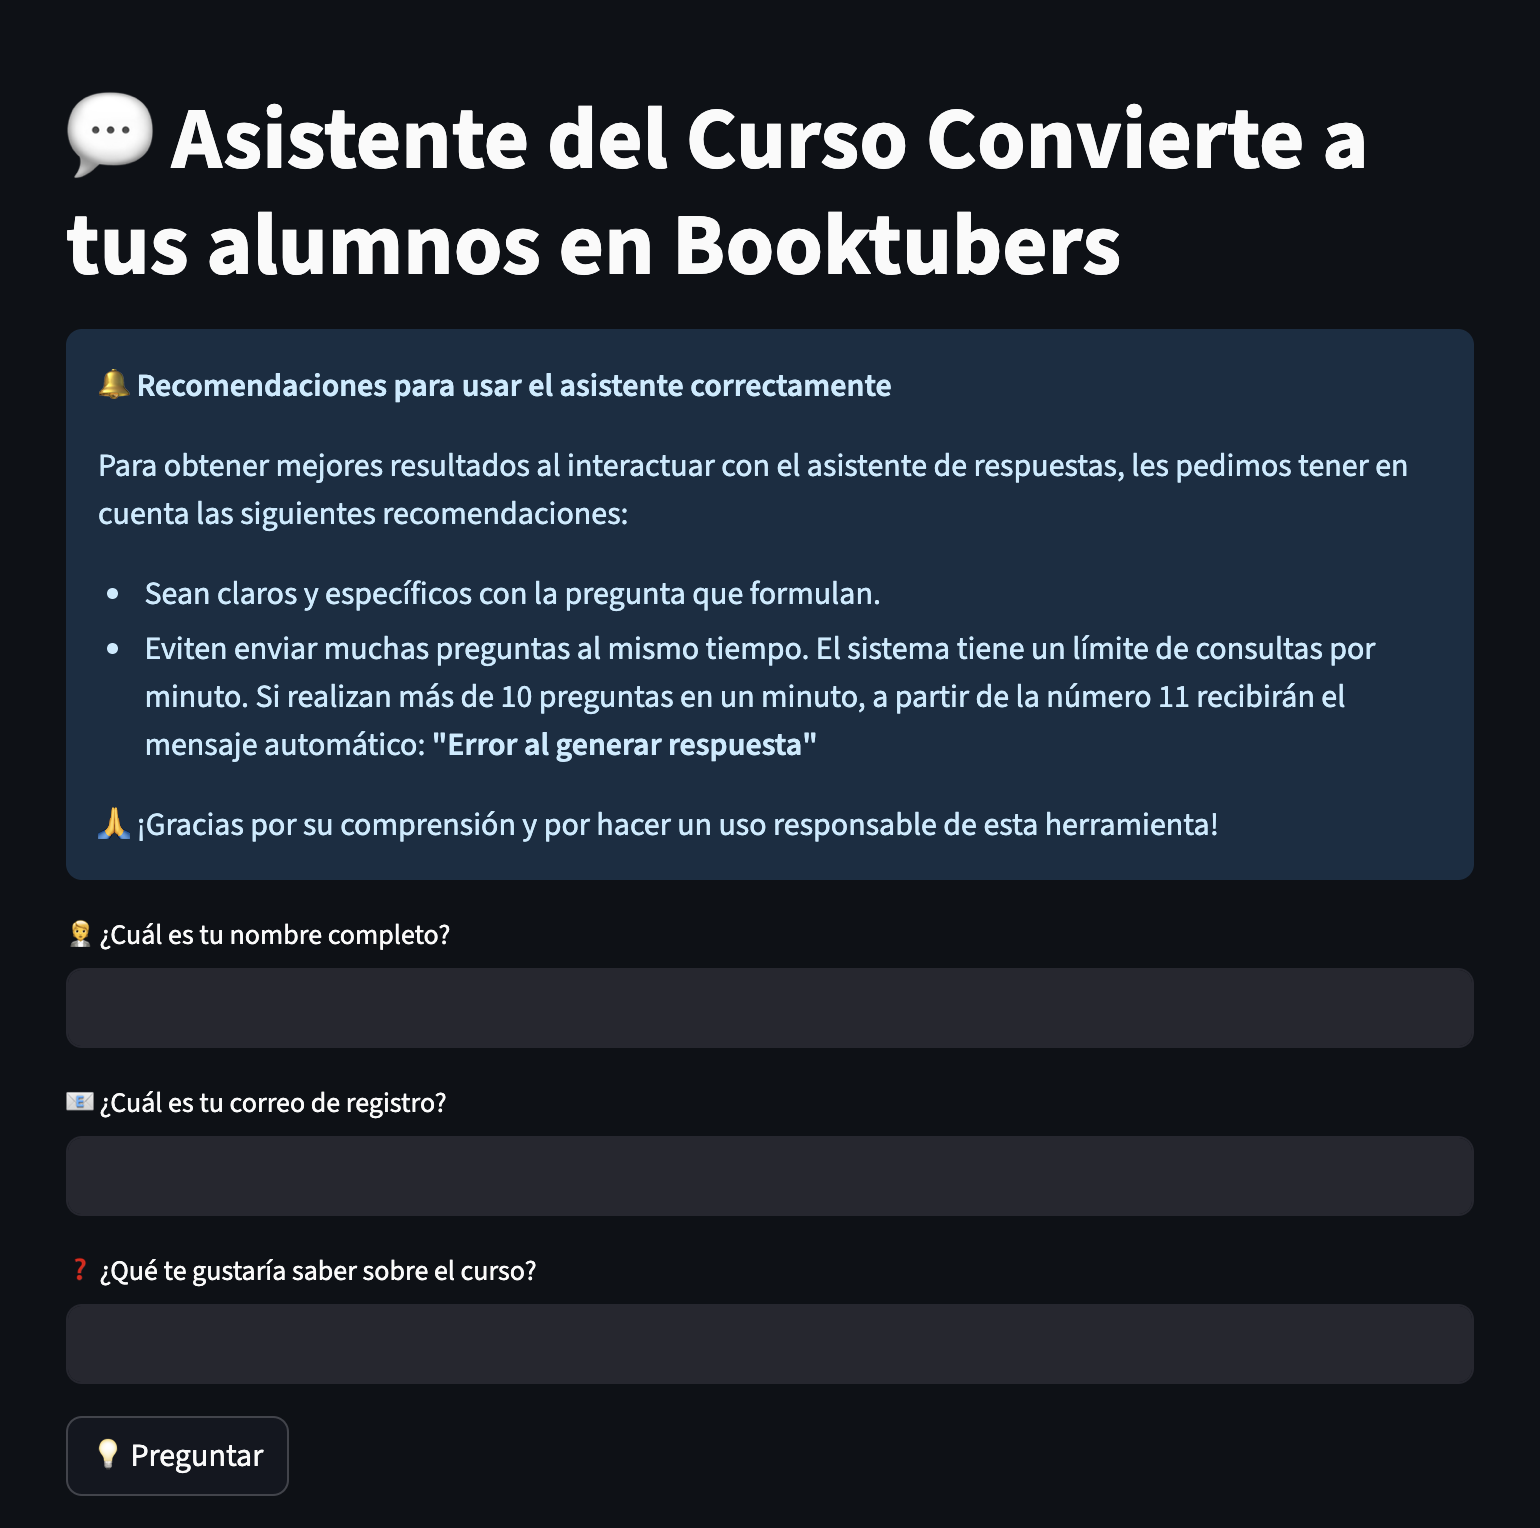 💬 Asistente del Curso Convierte a
tus alumnos en Booktubers
🔔 Recomendaciones para usar el asistente correctamente
Para obtener mejores resultados al interactuar con el asistente de respuestas, les pedimos tener en
cuenta las siguientes recomendaciones:
• Sean claros y específicos con la pregunta que formulan.
• Eviten enviar muchas preguntas al mismo tiempo. El sistema tiene un límite de consultas por
minuto. Si realizan más de 10 preguntas en un minuto, a partir de la número 11 recibirán el
mensaje automático: "Error al generar respuesta"
🙏 ¡Gracias por su comprensión y por hacer un uso responsable de esta herramienta!
🧑‍💼 ¿Cuál es tu nombre completo?
📧 ¿Cuál es tu correo de registro?
❓ ¿Qué te gustaría saber sobre el curso?
💡 Preguntar